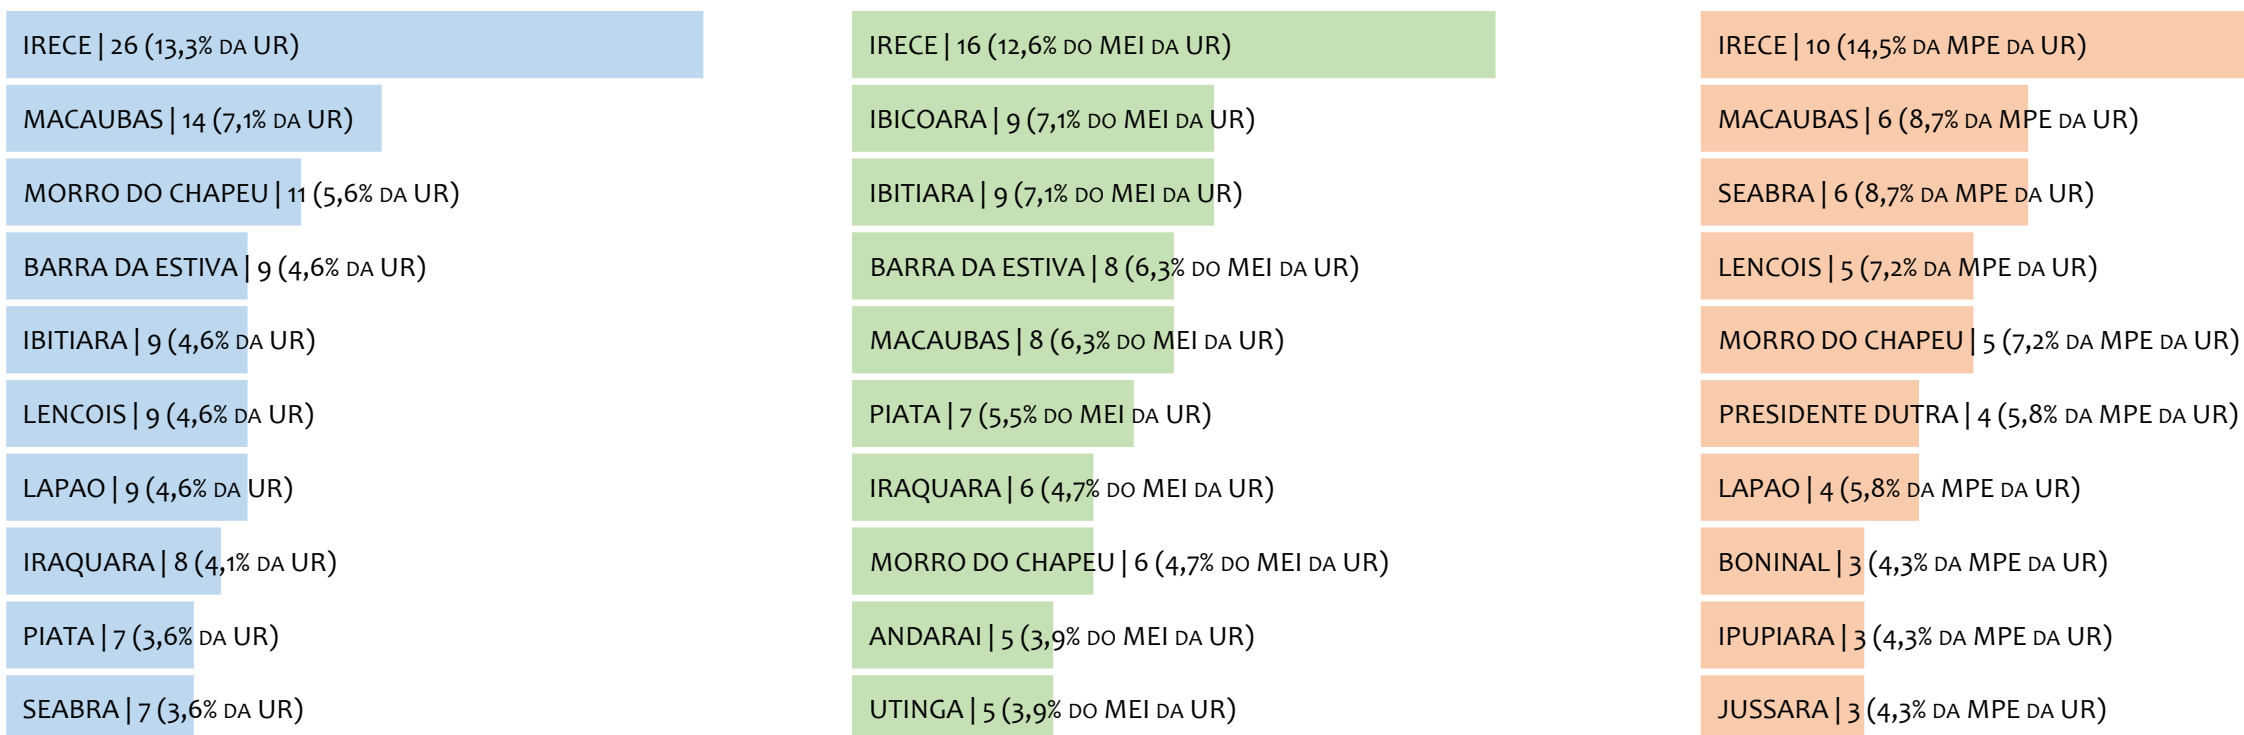 IRECE | 26 (13,3% DA UR)
MACAUBAS | 14 (7,1% DA UR)
MORRO DO CHAPEU | 11 (5,6% DA UR)
BARRA DA ESTIVA | 9 (4,6% DA UR)
IBITIARA | 9 (4,6% DA UR)
LENCOIS | 9 (4,6% DA UR)
LAPAO | 9 (4,6% DA UR)
IRAQUARA | 8 (4,1% DA UR)
PIATA | 7 (3,6% DA UR)
SEABRA | 7 (3,6% DA UR)
IRECE | 16 (12,6% DO MEI DA UR)
IBICOARA | 9 (7,1% DO MEI DA UR)
IBITIARA | 9 (7,1% DO MEI DA UR)
BARRA DA ESTIVA | 8 (6,3% DO MEI DA UR)
MACAUBAS | 8 (6,3% DO MEI DA UR)
PIATA | 7 (5,5% DO MEI DA UR)
IRAQUARA | 6 (4,7% DO MEI DA UR)
MORRO DO CHAPEU | 6 (4,7% DO MEI DA UR)
ANDARAI | 5 (3,9% DO MEI DA UR)
UTINGA | 5 (3,9% DO MEI DA UR)
IRECE | 10 (14,5% DA MPE DA UR)
MACAUBAS | 6 (8,7% DA MPE DA UR)
SEABRA | 6 (8,7% DA MPE DA UR)
LENCOIS | 5 (7,2% DA MPE DA UR)
MORRO DO CHAPEU | 5 (7,2% DA MPE DA UR)
PRESIDENTE DUTRA | 4 (5,8% DA MPE DA UR)
LAPAO | 4 (5,8% DA MPE DA UR)
BONINAL | 3 (4,3% DA MPE DA UR)
IPUPIARA | 3 (4,3% DA MPE DA UR)
JUSSARA | 3 (4,3% DA MPE DA UR)